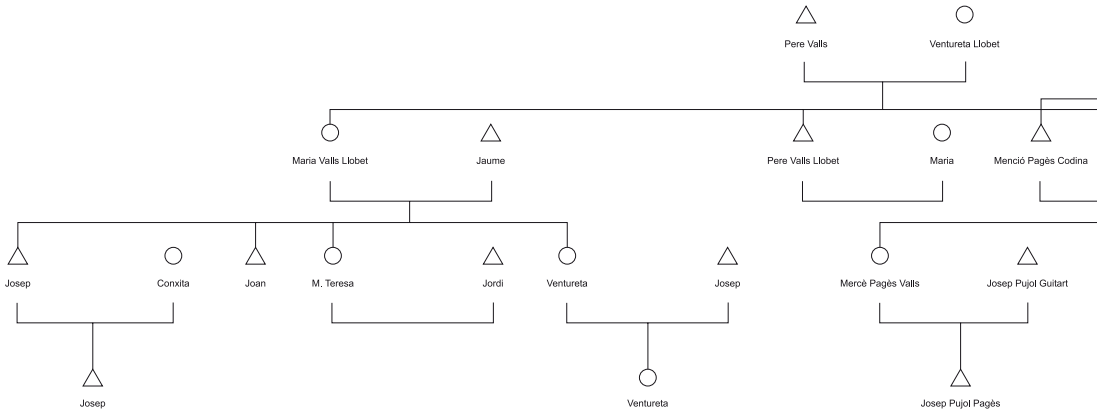 Pere Valls
Ventureta Llobet
Maria Valls Llobet
Jaume
Pere Valls Llobet
Maria
Menció Pagès Codina
Josep
Conxita
Joan
M. Teresa
Jordi
Ventureta
Josep
Mercè Pagès Valls
Josep Pujol Guitart
Josep
Ventureta
Josep Pujol Pagès